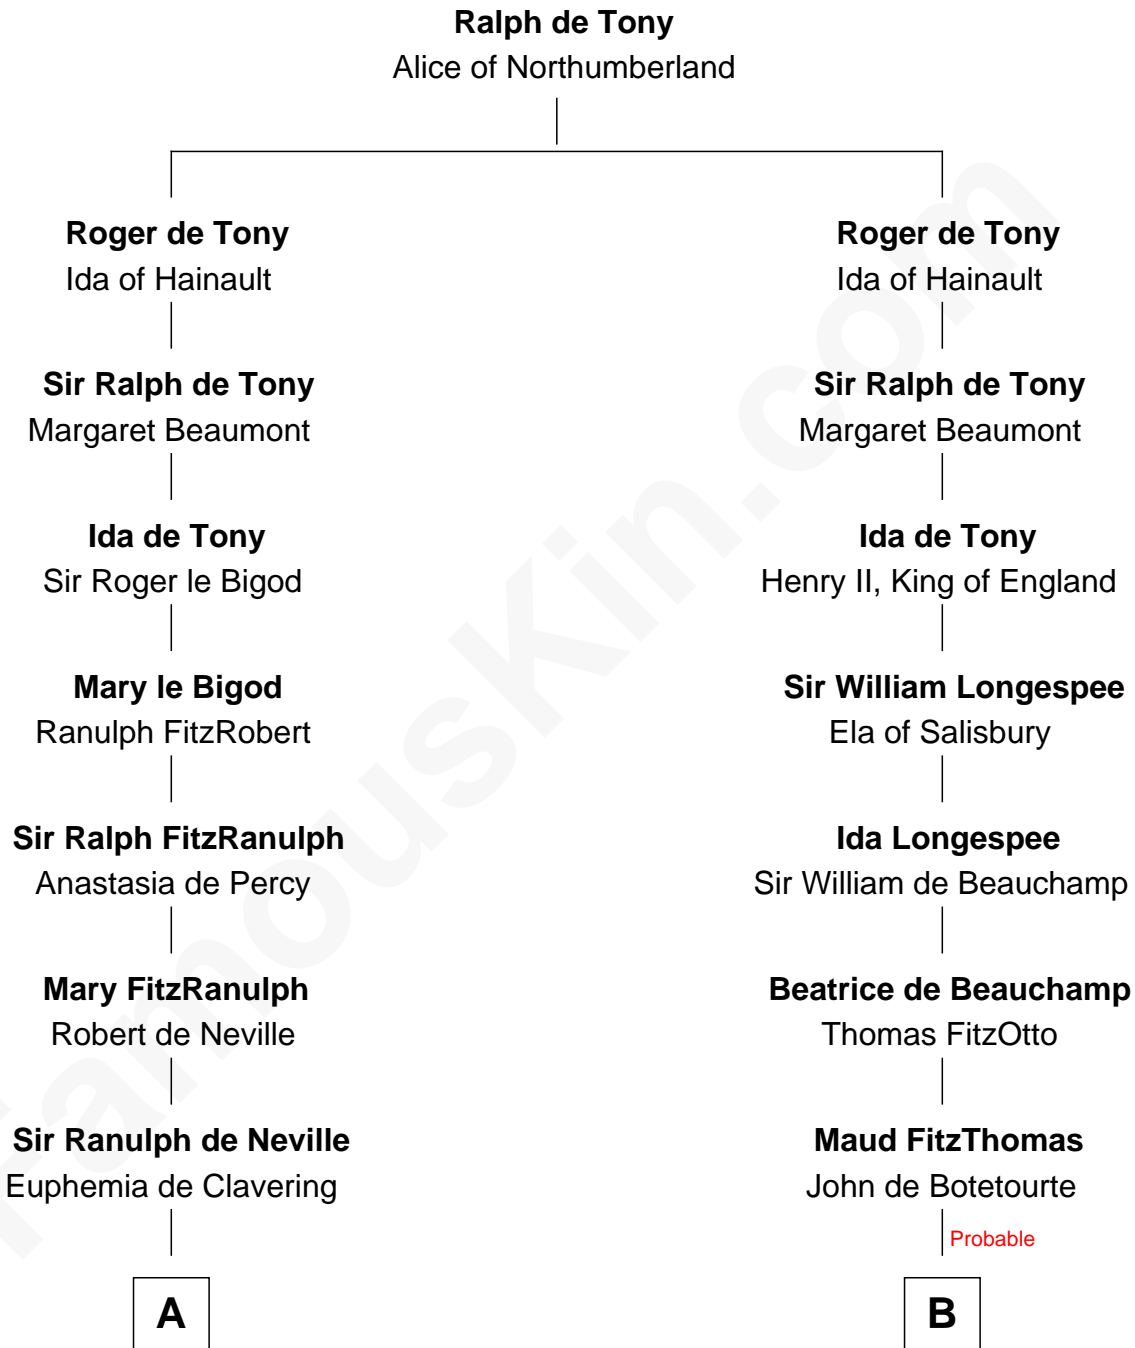 Ralph de Tony
Alice of Northumberland
Roger de Tony
Ida of Hainault
Sir Ralph de Tony
Margaret Beaumont
Ida de Tony
Sir Roger le Bigod
Mary le Bigod
Ranulph FitzRobert
Sir Ralph FitzRanulph
Anastasia de Percy
Mary FitzRanulph
Robert de Neville
Sir Ranulph de Neville
Euphemia de Clavering
A
Roger de Tony
Ida of Hainault
Sir Ralph de Tony
Margaret Beaumont
Ida de Tony
Henry II, King of England
Sir William Longespee
Ela of Salisbury
Ida Longespee
Sir William de Beauchamp
Beatrice de Beauchamp
Thomas FitzOtto
Maud FitzThomas
John de Botetourte
Probable
B
FamousKin.com